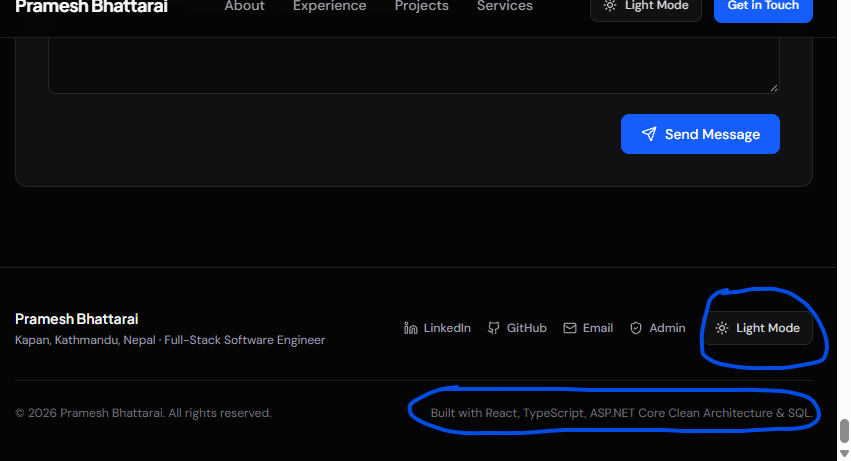 Pramesh Bhattarai About Experience Projects Services Light Mode Get in Touch
Send Message
Pramesh Bhattarai
Kapan, Kathmandu, Nepal · Full-Stack Software Engineer
LinkedIn GitHub Email Admin Light Mode
© 2026 Pramesh Bhattarai. All rights reserved.
Built with React, TypeScript, ASP.NET Core Clean Architecture & SQL.